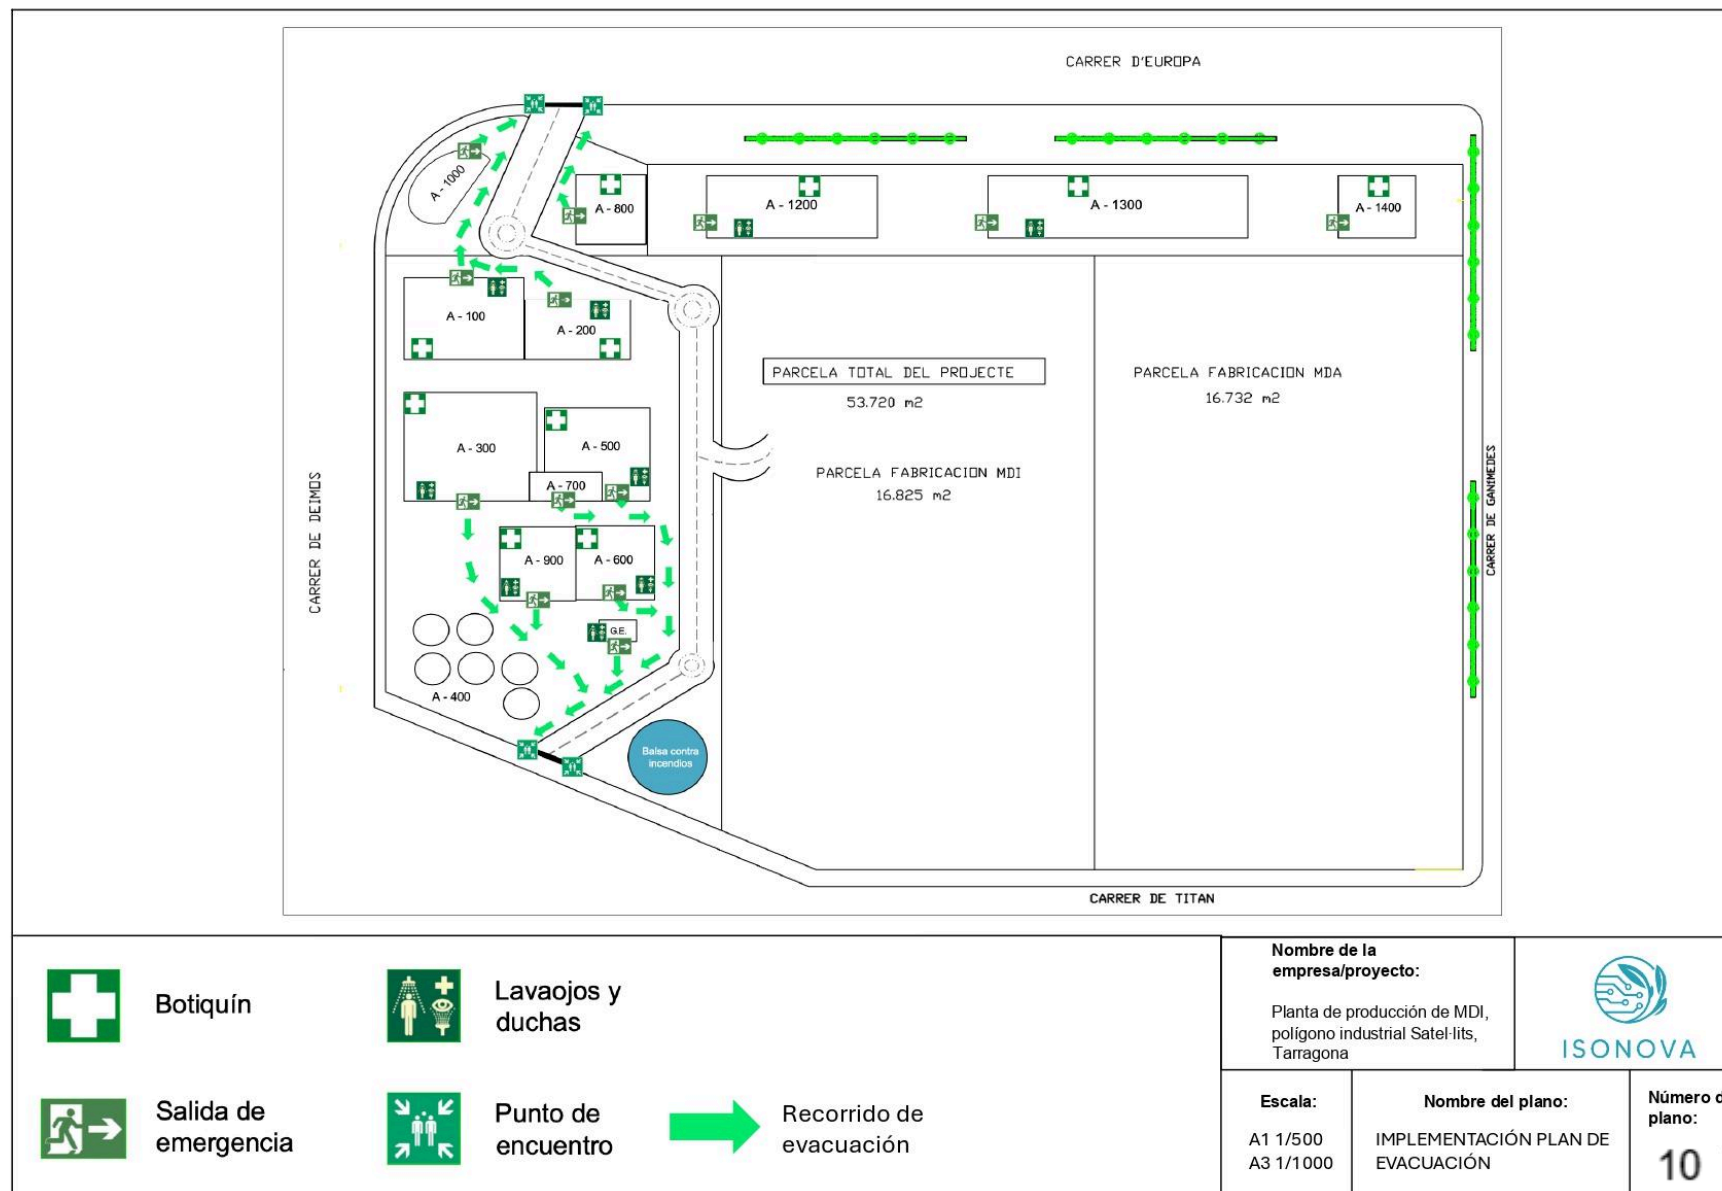 CARRER D'EUROPA
A - 1000
A - 800
A - 1200
A - 1300
A - 1400
A - 100
A - 200
PARCELA TOTAL DEL PROJECTE
53.720 m2
PARCELA FABRICACION MDA
16.732 m2
A - 300
A - 500
A - 700
PARCELA FABRICACION MDI
16.825 m2
CARRER DE DEIMOS
CARRER DE GANIMEDES
A - 900
A - 600
G.E.
A - 400
Balsa contra
incendios
CARRER DE TITAN
Botiquín
Lavaojos y
duchas
Salida de
emergencia
Punto de
encuentro
Recorrido de
evacuación
Nombre de la
empresa/proyecto:
Planta de producción de MDI,
polígono industrial Satel·lits,
Tarragona
ISONOVA
Escala:
A1 1/500
A3 1/1000
Nombre del plano:
IMPLEMENTACIÓN PLAN DE
EVACUACIÓN
Número d
plano:
10